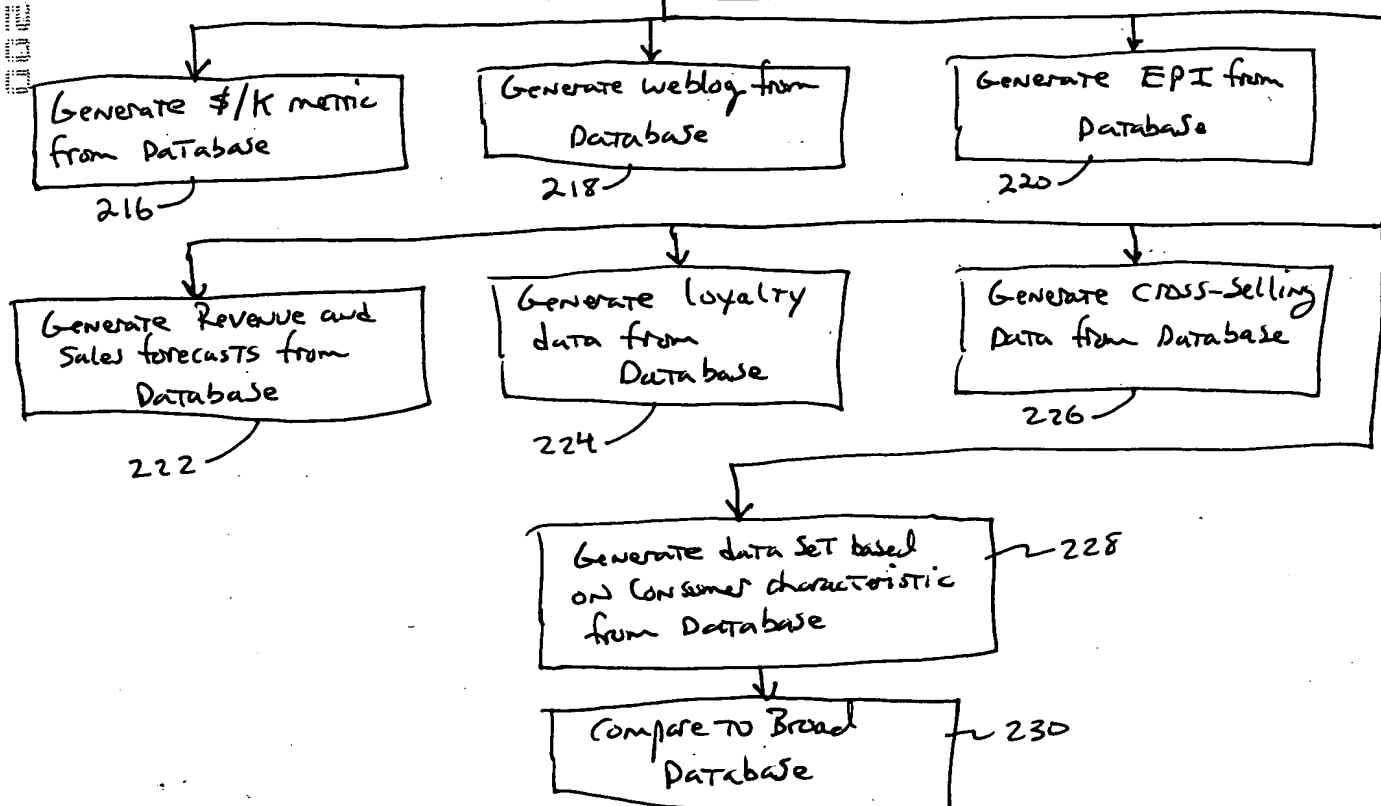 Generate $/K metric
from Database
216
Generate weblog from
Database
218
Generate EPI from
Database
220
Generate Revenue and
Sales forecasts from
Database
222
Generate loyalty
data from
Database
224
Generate cross-selling
Data from Database
226
Generate data set based
on Consumer characteristic
from Database
228
Compare to Broad
Database
230